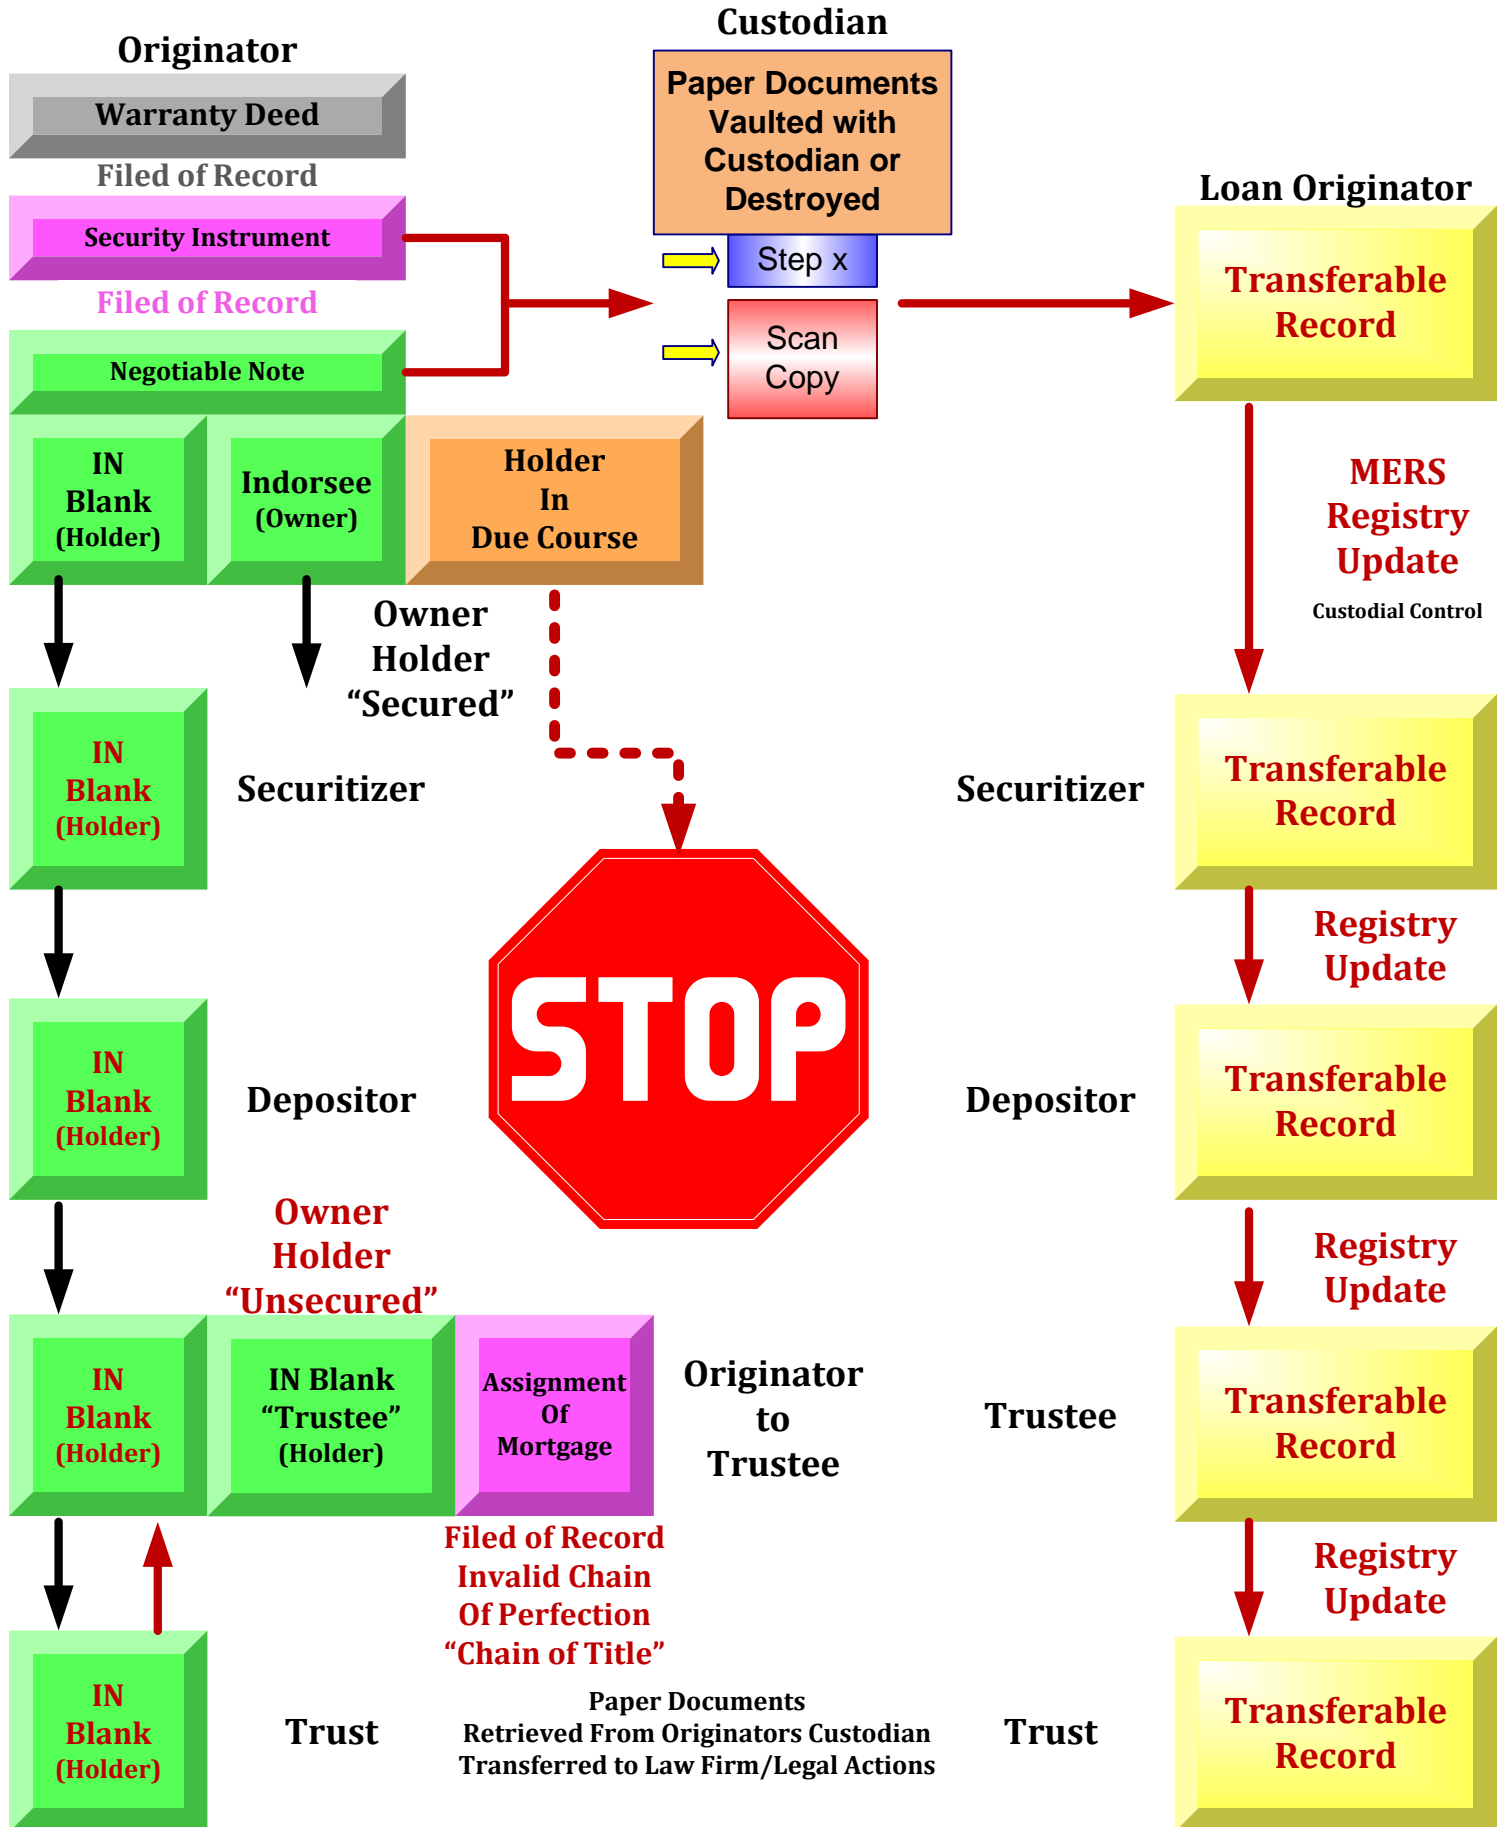 Originator
Warranty Deed
Filed of Record
Security Instrument
Filed of Record
Negotiable Note
IN
Blank
(Holder)
Indorsee
(Owner)
Holder
In
Due Course
Custodian
Paper Documents
Vaulted with
Custodian or
Destroyed
Step x
Scan
Copy
Loan Originator
Transferable
Record
MERS
Registry
Update
Custodial Control
Owner
Holder
“Secured”
IN
Blank
(Holder)
Securitizer
STOP
Securitizer
Transferable
Record
Registry
Update
IN
Blank
(Holder)
Depositor
Depositor
Transferable
Record
Registry
Update
Owner
Holder
“Unsecured”
IN
Blank
(Holder)
IN Blank
“Trustee”
(Holder)
Assignment
Of
Mortgage
Originator
to
Trustee
Trustee
Transferable
Record
Registry
Update
Filed of Record
Invalid Chain
Of Perfection
“Chain of Title”
IN
Blank
(Holder)
Trust
Paper Documents
Retrieved From Originators Custodian
Transferred to Law Firm/Legal Actions
Trust
Transferable
Record